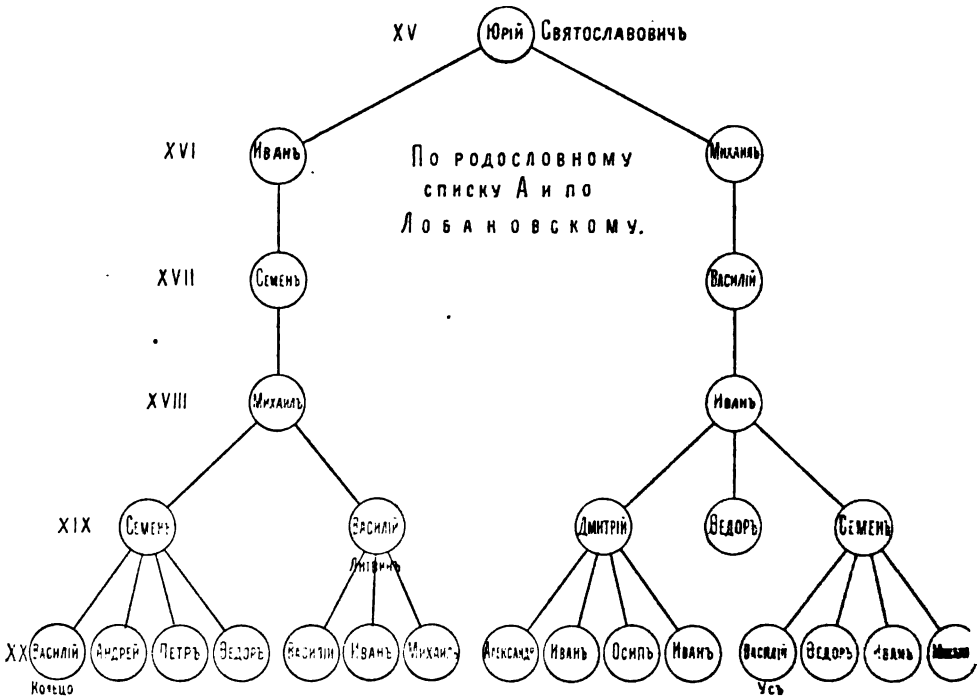 XV Юрій Святославовичъ
XVI Иванъ Михаилъ
По родословному
списку А и по
Лобановскому.
XVII Семенъ Василій
XVIII Михаилъ Иванъ
XIX Семенъ Василій Дмитрій Ѳедоръ Семенъ
Литвинъ
XX Василій Андрей Петръ Ѳедоръ Василій Иванъ Михаилъ Александръ Иванъ Осипъ Иванъ Василій Ѳедоръ Иванъ Михаилъ
Кольцо Усъ